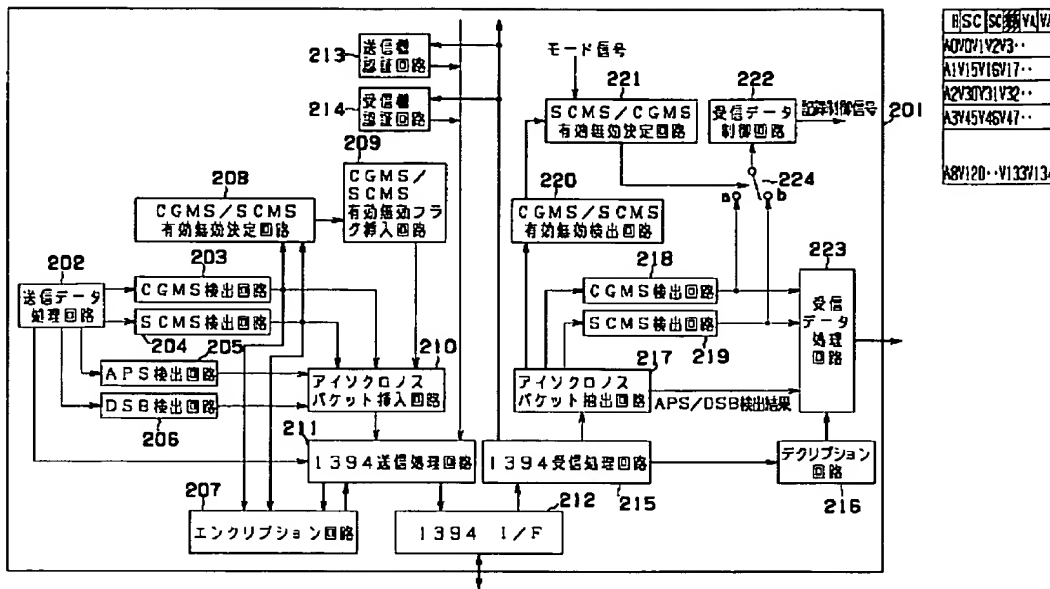 213
送信機
認証回路
214
受信機
認証回路
209
CGMS/
SCMS
有効無効フラ
グ挿入回路
208
CGMS/SCMS
有効無効決定回路
202
送信データ
処理回路
203
CGMS検出回路
SCMS検出回路
204
205
APS検出回路
DSB検出回路
206
210
アイソクロノス
パケット挿入回路
211
1394送信処理回路
207
エンクリプション回路
212
1394 I/F
モード信号
221
SCMS/CGMS
有効無効決定回路
222
受信データ
制御回路
記録制御信号
201
224
a
b
220
CGMS/SCMS
有効無効検出回路
218
CGMS検出回路
SCMS検出回路
219
223
受信
データ
処理
回路
217
アイソクロノス
パケット抽出回路
APS/DSB検出結果
1394受信処理回路
215
デクリプション
回路
216
SC
SC
A0V0V1V2V3··
A1V15V16V17··
A2V30V31V32··
A3V45V46V47··
A8V120··V133V134